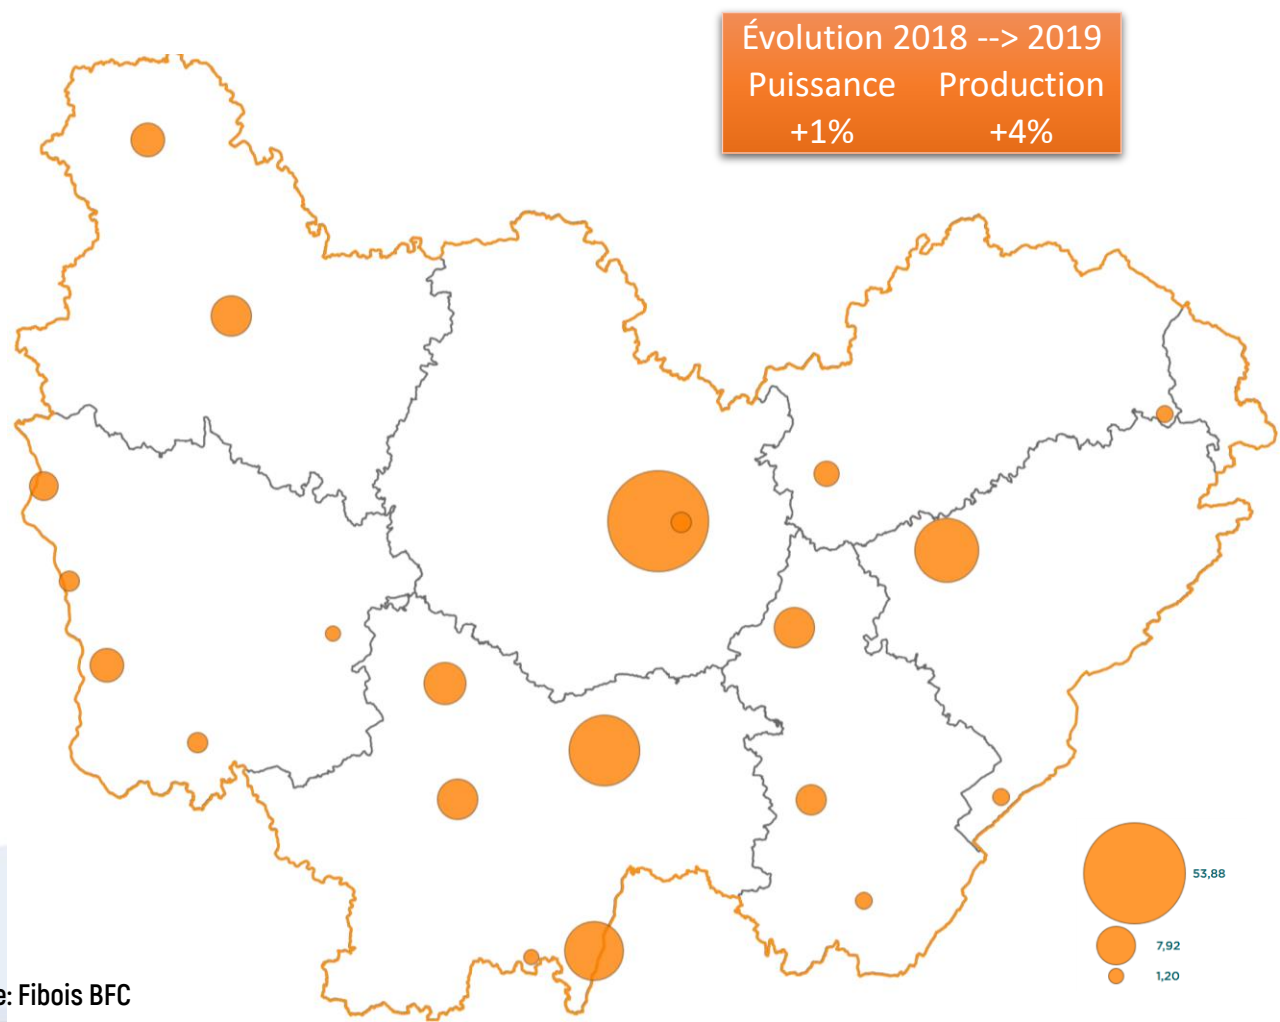 Évolution 2018 --> 2019
Puissance Production
+1% +4%
53,88
7,92
1,20
e: Fibois BFC